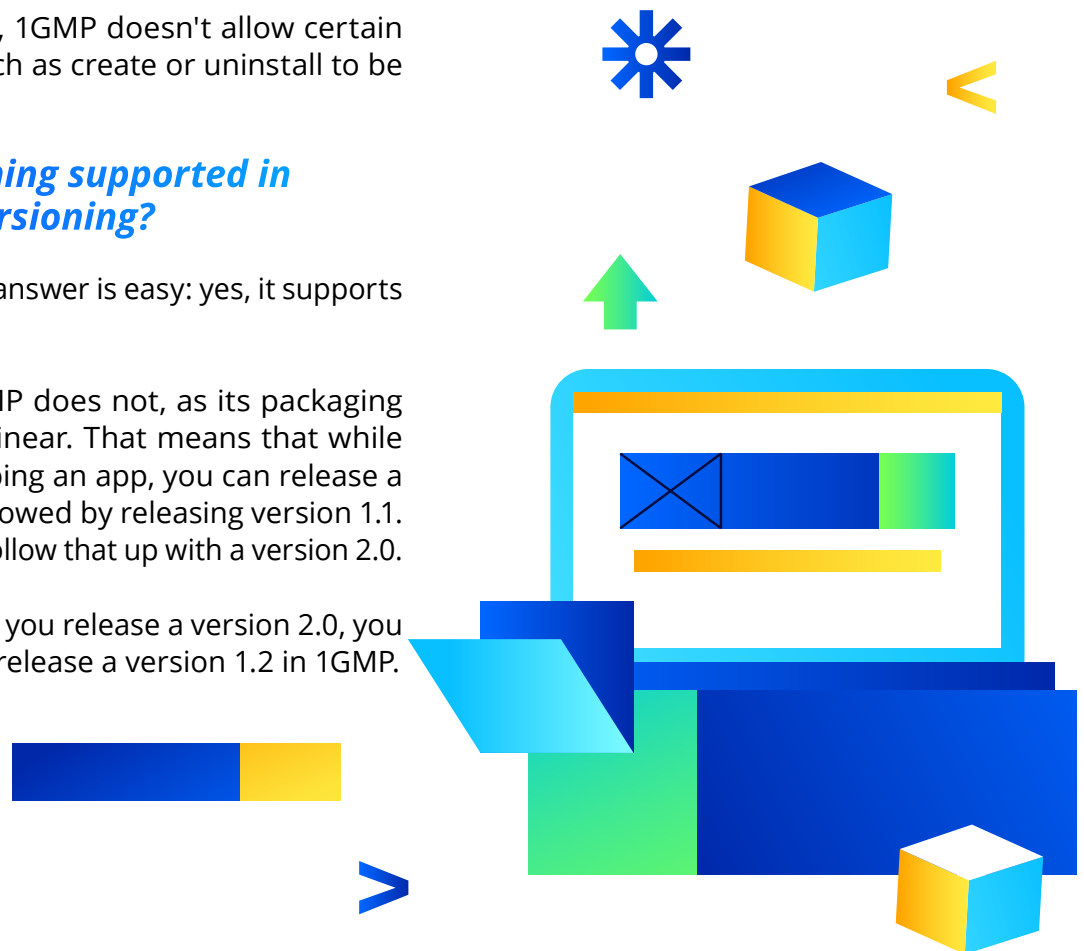 , 1GMP doesn't allow certain
ch as create or uninstall to be
ning supported in
rsioning?
answer is easy: yes, it supports
MP does not, as its packaging
linear. That means that while
ping an app, you can release a
lowed by releasing version 1.1.
ollow that up with a version 2.0.
you release a version 2.0, you
release a version 1.2 in 1GMP.
<
>